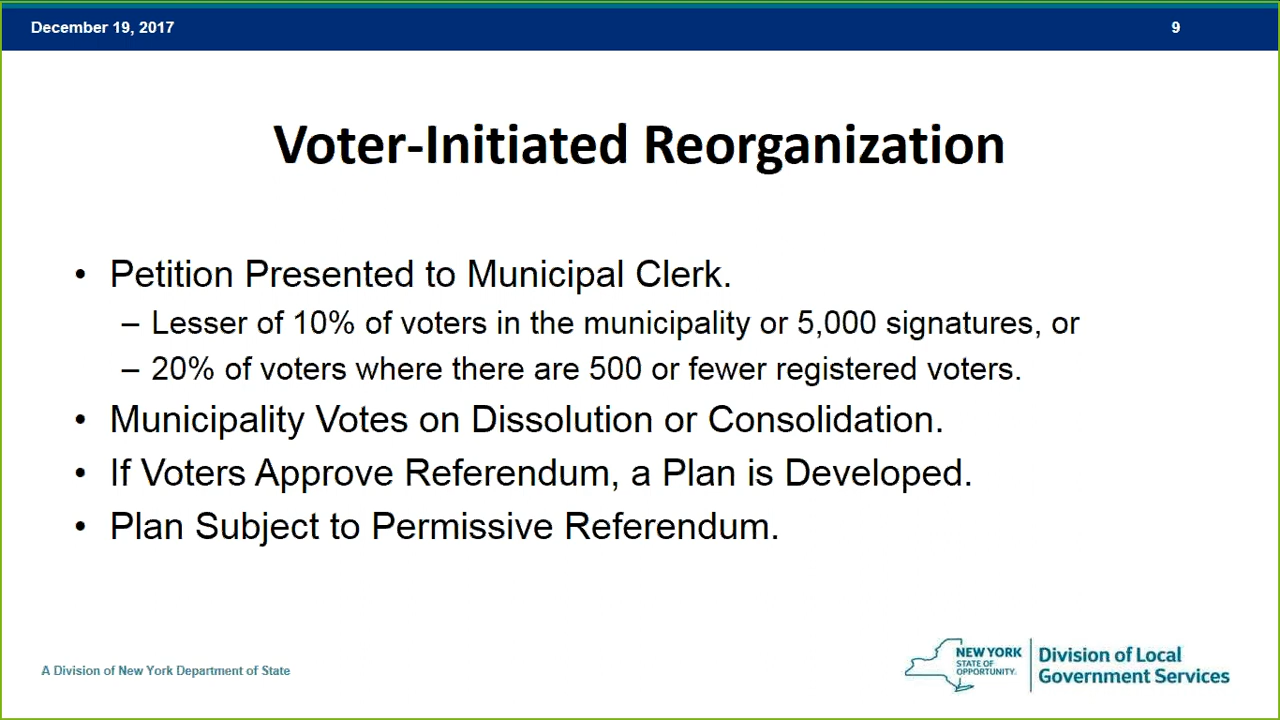 December 19, 2017
9
Voter-Initiated Reorganization
• Petition Presented to Municipal Clerk.
– Lesser of 10% of voters in the municipality or 5,000 signatures, or
– 20% of voters where there are 500 or fewer registered voters.
• Municipality Votes on Dissolution or Consolidation.
• If Voters Approve Referendum, a Plan is Developed.
• Plan Subject to Permissive Referendum.
A Division of New York Department of State
NEW YORK
STATE OF
OPPORTUNITY.
Division of Local
Government Services